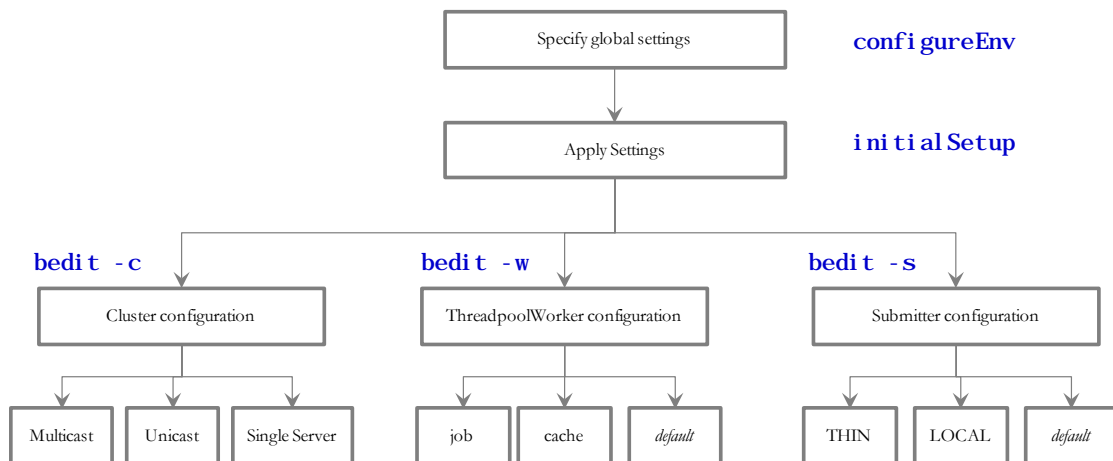 Specify global settings
configureEnv
Apply Settings
initialSetup
bedit -c
bedit -w
bedit -s
Cluster configuration
ThreadpoolWorker configuration
Submitter configuration
Multicast
Unicast
Single Server
job
cache
default
THIN
LOCAL
default